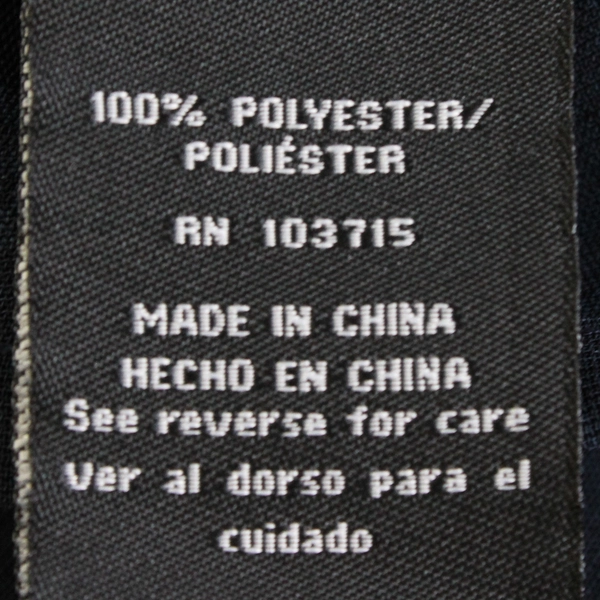 100% POLYESTER/
POLIÉSTER
RN 103715
MADE IN CHINA
HECHO EN CHINA
See reverse for care
Ver al dorso para el
cuidado